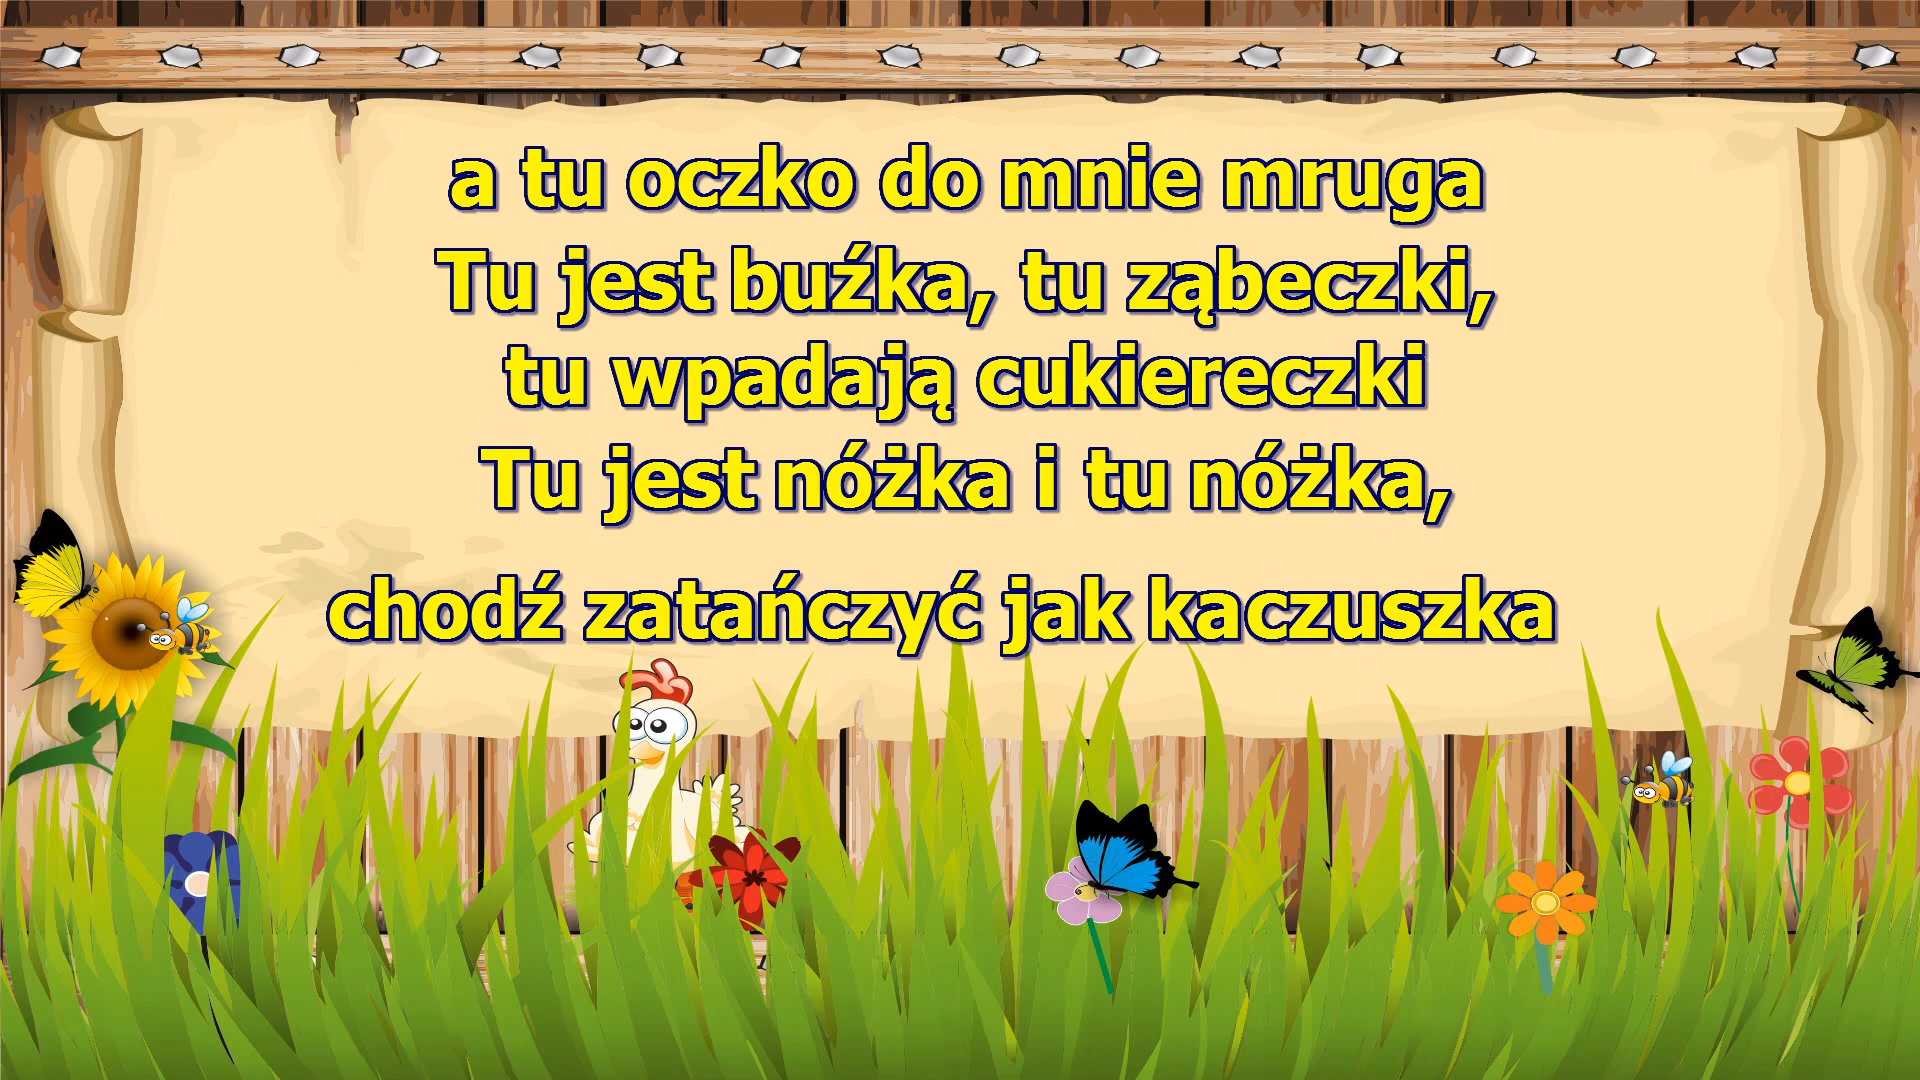 a tu oczko do mnie mruga
Tu jest buźka, tu ząbeczki,
tu wpadają cukiereczki
Tu jest nóżka i tu nóżka,
chodź zatańczyć jak kaczuszka